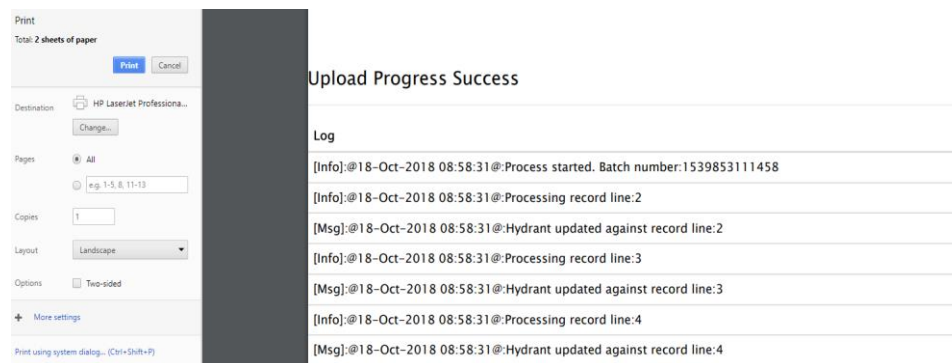 Print
Total: 2 sheets of paper
Print Cancel
Destination HP LaserJet Professiona...
Change...
Pages All
e.g. 1-5, 8, 11-13
Copies 1
Layout Landscape
Options Two-sided
+ More settings
Print using system dialog... (Ctrl+Shift+P)
Upload Progress Success
Log
[Info]:@18-Oct-2018 08:58:31@:Process started. Batch number:1539853111458
[Info]:@18-Oct-2018 08:58:31@:Processing record line:2
[Msg]:@18-Oct-2018 08:58:31@:Hydrant updated against record line:2
[Info]:@18-Oct-2018 08:58:31@:Processing record line:3
[Msg]:@18-Oct-2018 08:58:31@:Hydrant updated against record line:3
[Info]:@18-Oct-2018 08:58:31@:Processing record line:4
[Msg]:@18-Oct-2018 08:58:31@:Hydrant updated against record line:4